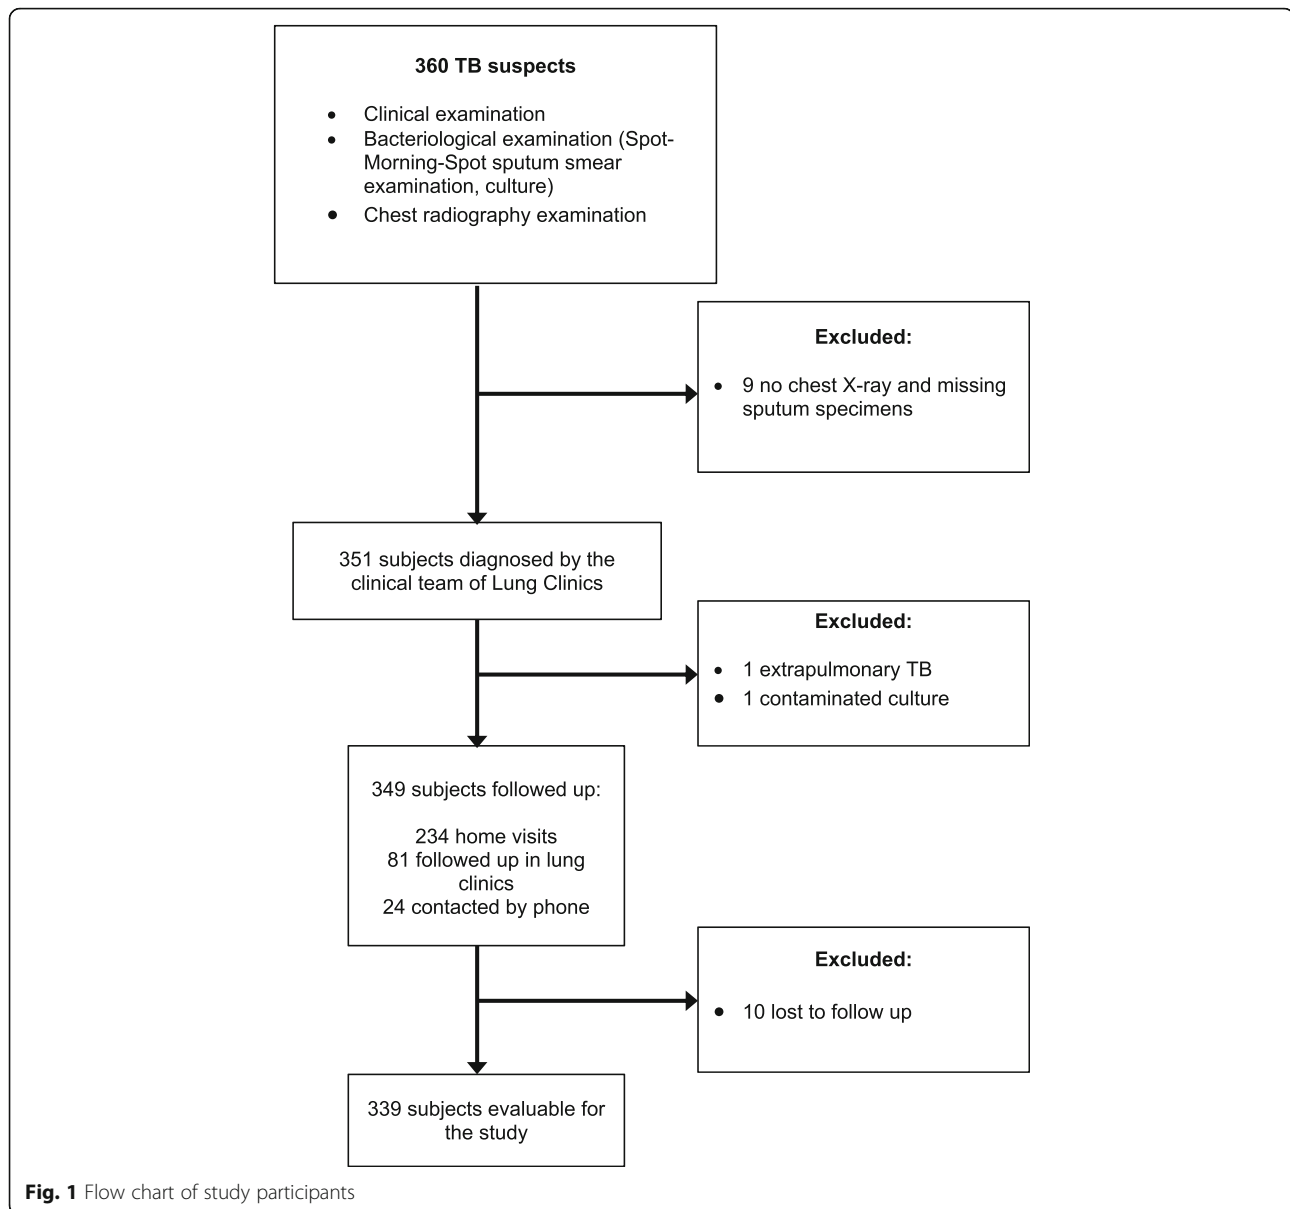 360 TB suspects
• Clinical examination
• Bacteriological examination (Spot-
Morning-Spot sputum smear
examination, culture)
• Chest radiography examination
Excluded:
• 9 no chest X-ray and missing
sputum specimens
351 subjects diagnosed by the
clinical team of Lung Clinics
Excluded:
• 1 extrapulmonary TB
• 1 contaminated culture
349 subjects followed up:
234 home visits
81 followed up in lung
clinics
24 contacted by phone
Excluded:
• 10 lost to follow up
339 subjects evaluable for
the study
Fig. 1 Flow chart of study participants